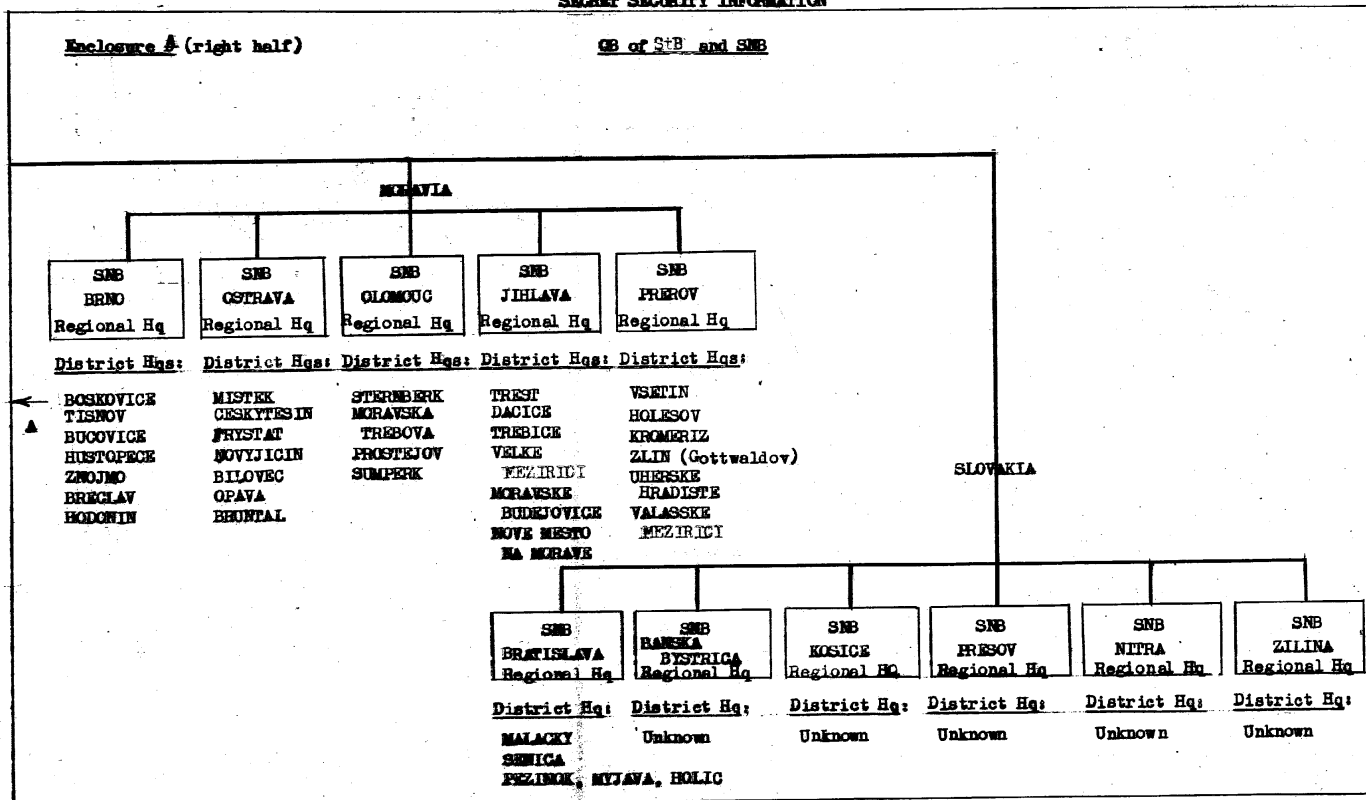 SECRET SECURITY INFORMATION
Enclosure A (right half)
OB of StB and SNB
MORAVIA
SNB
BRNO
Regional Hq
SNB
OSTRAVA
Regional Hq
SNB
OLOMOUC
Regional Hq
SNB
JIHLAVA
Regional Hq
SNB
PREROV
Regional Hq
District Hqs:
BOSKOVICE
TISNOV
BUCOVICE
HUSTOPECE
ZNOJMO
BRECLAV
HODONIN
District Hqs:
MISTEK
CESKYTESIN
FRYSTAT
NOVYJICIN
BILOVEC
OPAVA
BRUNTAL
District Hqs:
STERNBERK
MORAVSKA
TREBOVA
PROSTEJOV
SUMPERK
District Hqs:
TREST
DACICE
TREBICE
VELKE
MEZIRICI
MORAVSKE
BUDEJOVICE
NOVE MESTO
NA MORAVE
District Hqs:
VSETIN
HOLESOV
KROMERIZ
ZLIN (Gottwaldov)
UHERSKE
HRADISTE
VALASSKE
MEZIRICI
A
SLOVAKIA
SNB
BRATISLAVA
Regional Hq
SNB
BANSKA
BYSTRICA
Regional Hq
SNB
KOSICE
Regional HQ
SNB
PRESOV
Regional Hq
SNB
NITRA
Regional Hq
SNB
ZILINA
Regional Hq
District Hq:
MALACKY
SENICA
PEZINOK, MYJAVA, HOLIC
District Hq:
Unknown
District Hq:
Unknown
District Hq:
Unknown
District Hq:
Unknown
District Hq:
Unknown